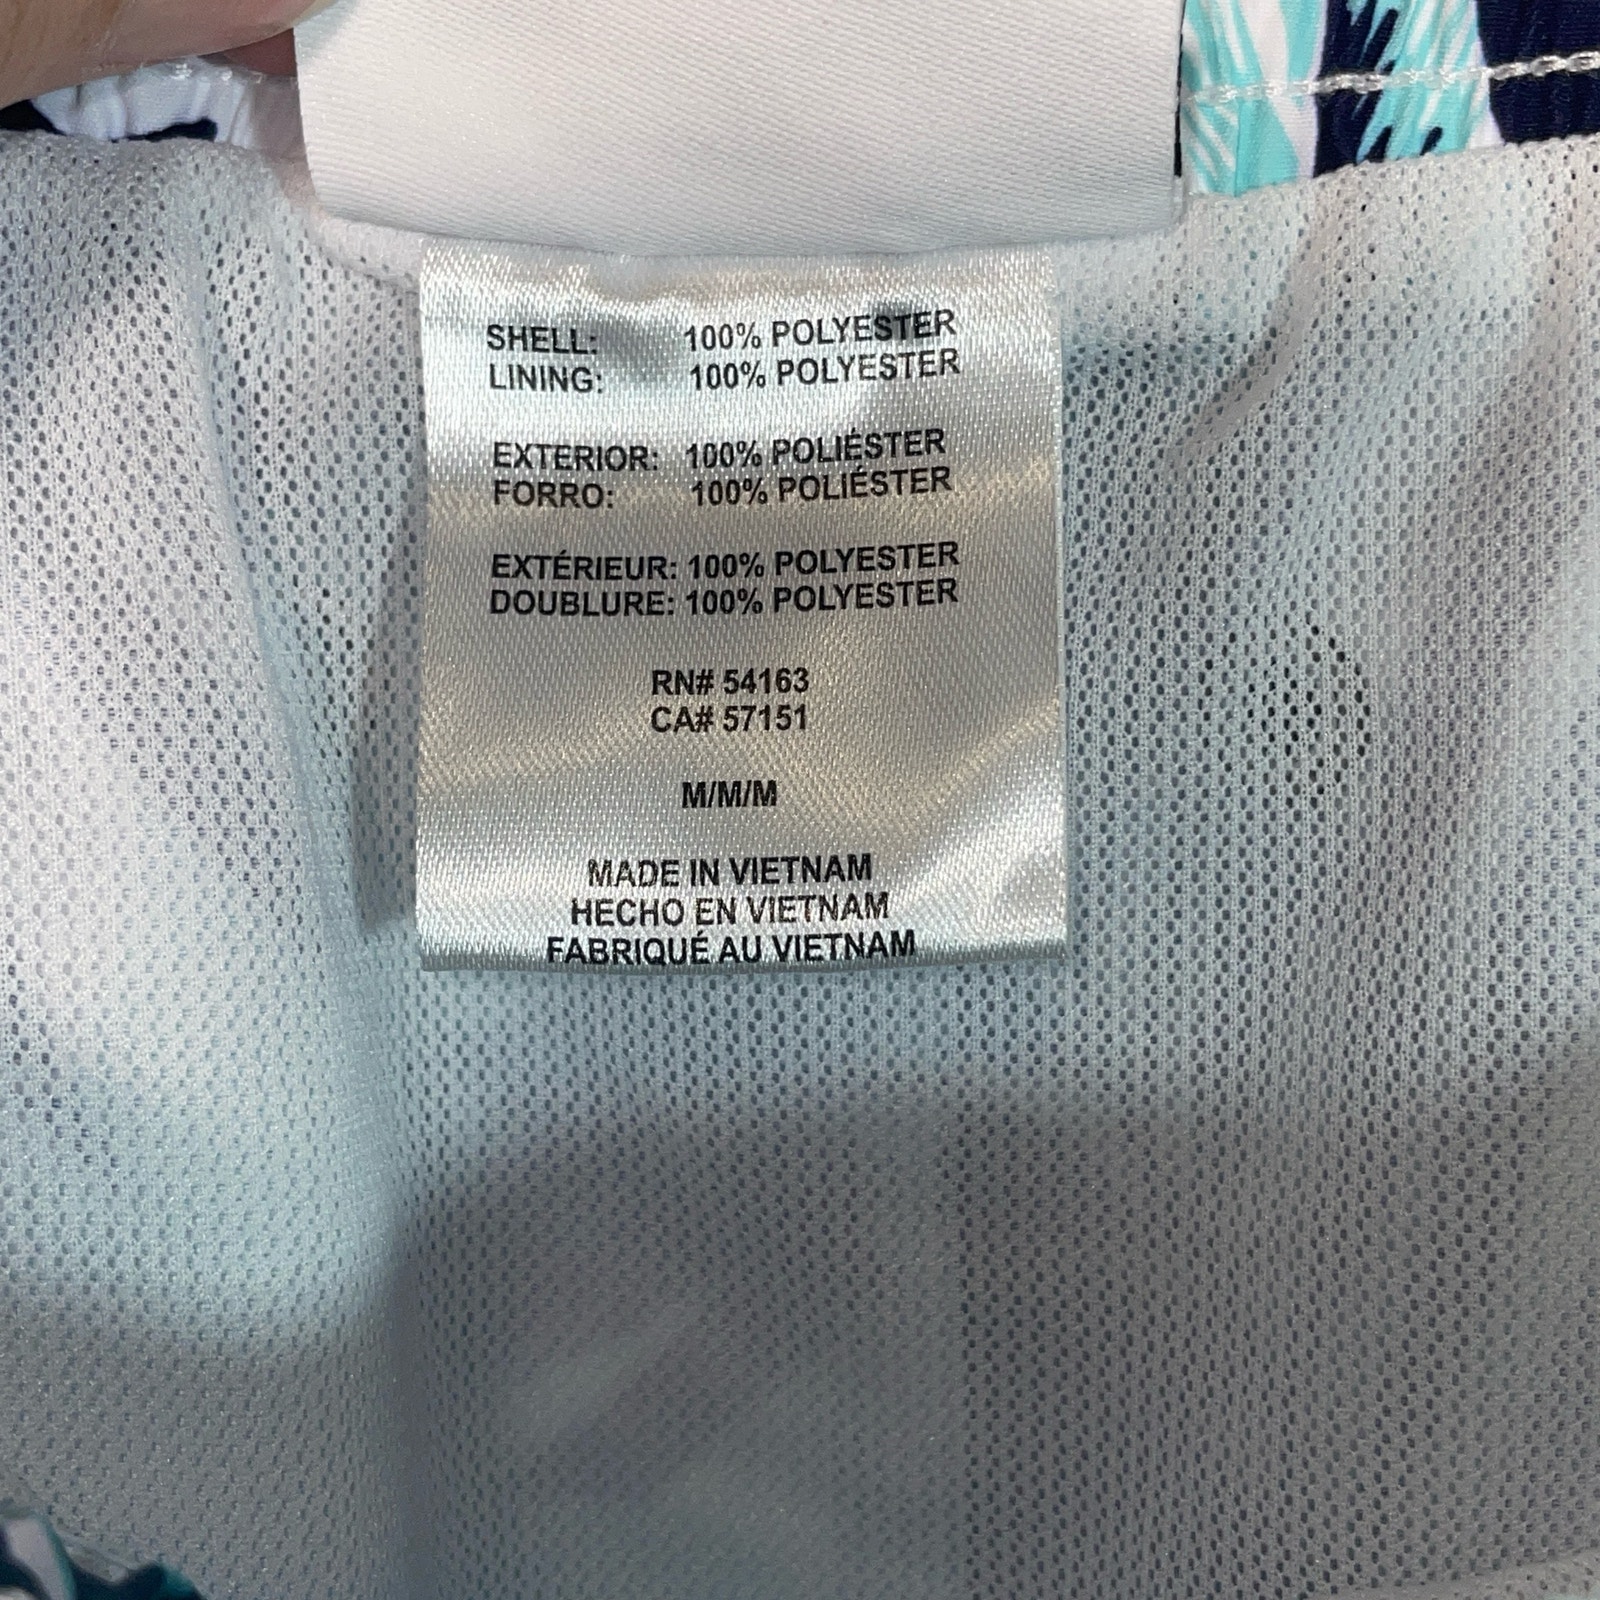 SHELL: 100% POLYESTER
LINING: 100% POLYESTER
EXTERIOR: 100% POLIÉSTER
FORRO: 100% POLIÉSTER
EXTÉRIEUR: 100% POLYESTER
DOUBLURE: 100% POLYESTER
RN# 54163
CA# 57151
M/M/M
MADE IN VIETNAM
HECHO EN VIETNAM
FABRIQUÉ AU VIETNAM